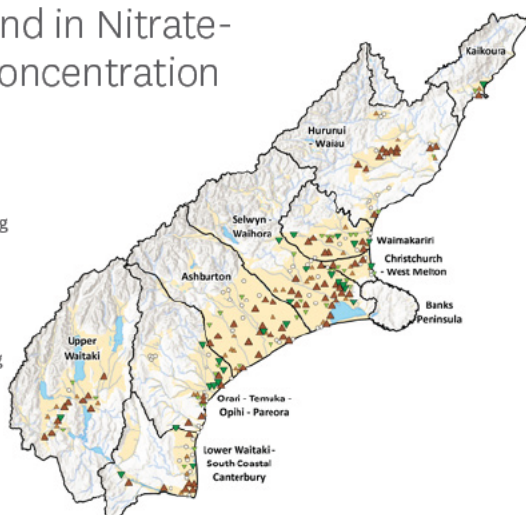 nd in Nitrate-
oncentration
g
g
Kaikoura
Hurunui
- Waiau
Selwyn -
Waihora
Waimakariri
Christchurch
- West Melton
Ashburton
Banks
Peninsula
Upper
Waitaki
Orari - Temuka -
Opihi - Pareora
Lower Waitaki -
South Coastal
Canterbury